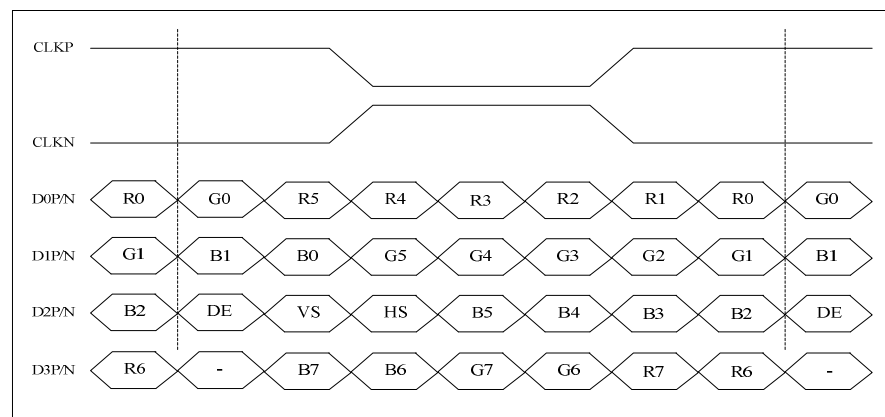 CLKP
CLKN
D0P/N R0 G0 R5 R4 R3 R2 R1 R0 G0
D1P/N G1 B1 B0 G5 G4 G3 G2 G1 B1
D2P/N B2 DE VS HS B5 B4 B3 B2 DE
D3P/N R6 - B7 B6 G7 G6 R7 R6 -